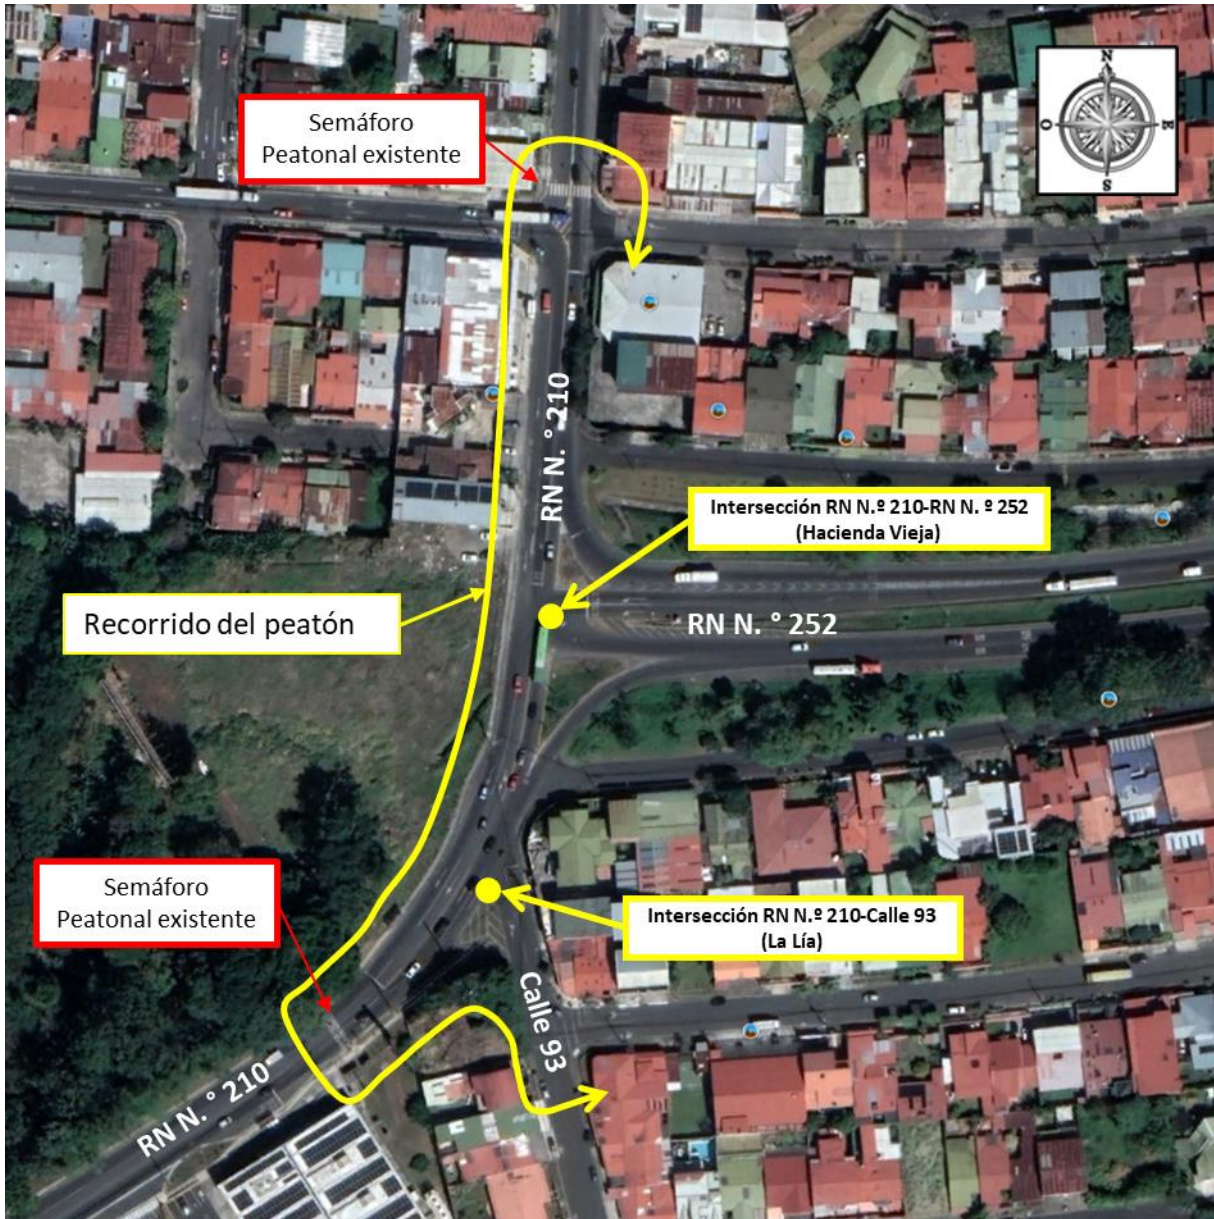 Semáforo
Peatonal existente
N
O
E
S
RN N. ° 210
Intersección RN N.º 210-RN N. º 252
(Hacienda Vieja)
Recorrido del peatón
RN N. ° 252
Semáforo
Peatonal existente
Intersección RN N.º 210-Calle 93
(La Lía)
Calle 93
RN N. ° 210